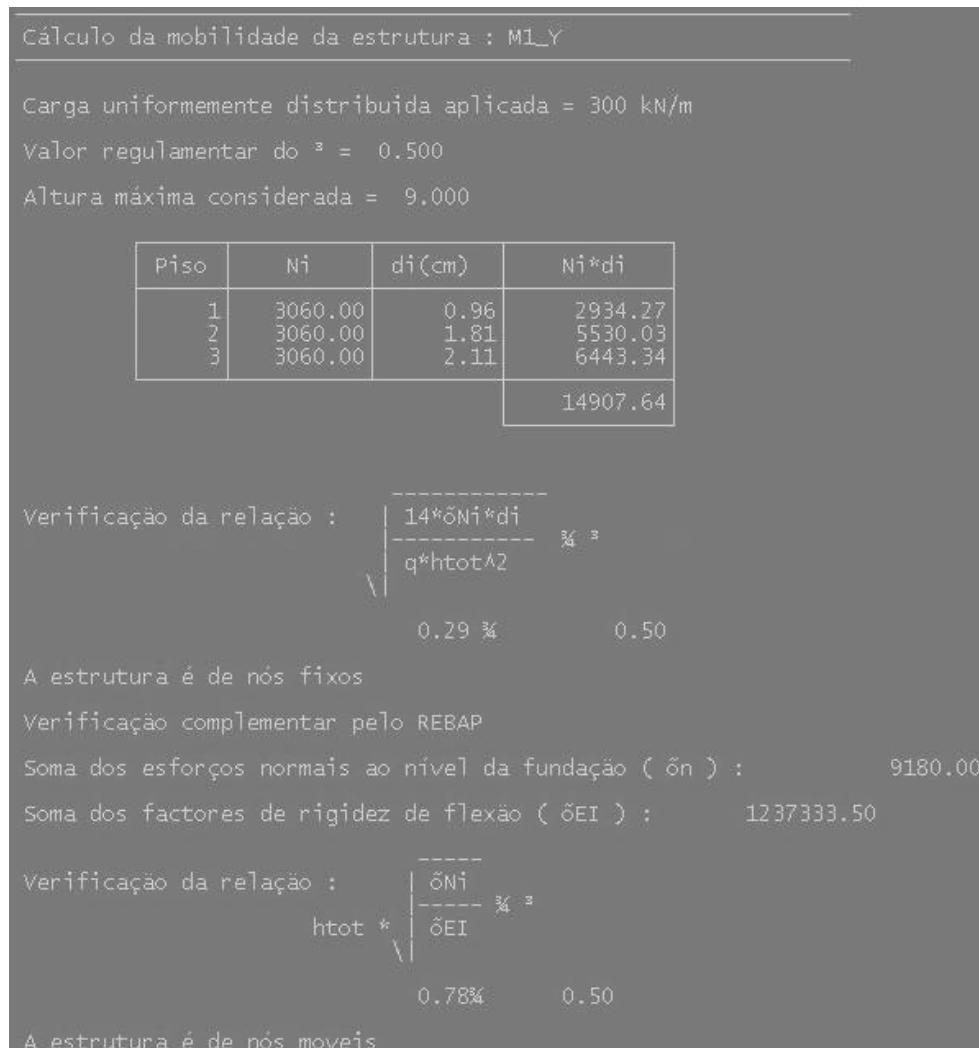 Cálculo da mobilidade da estrutura : M1_Y
Carga uniformemente distribuida aplicada = 300 kN/m
Valor regulamentar do ³ = 0.500
Altura máxima considerada = 9.000
Piso Ni di(cm) Ni*di
1 3060.00 0.96 2934.27
2 3060.00 1.81 5530.03
3 3060.00 2.11 6443.34
14907.64
Verificação da relação : 14*õNi*di
¾ ³
q*htot^2
0.29 ¾ 0.50
A estrutura é de nós fixos
Verificação complementar pelo REBAP
Soma dos esforços normais ao nível da fundação ( õn ) : 9180.00
Soma dos factores de rigidez de flexão ( õEI ) : 1237333.50
Verificação da relação : õNi
¾ ³
htot * õEI
0.78¾ 0.50
A estrutura é de nós moveis